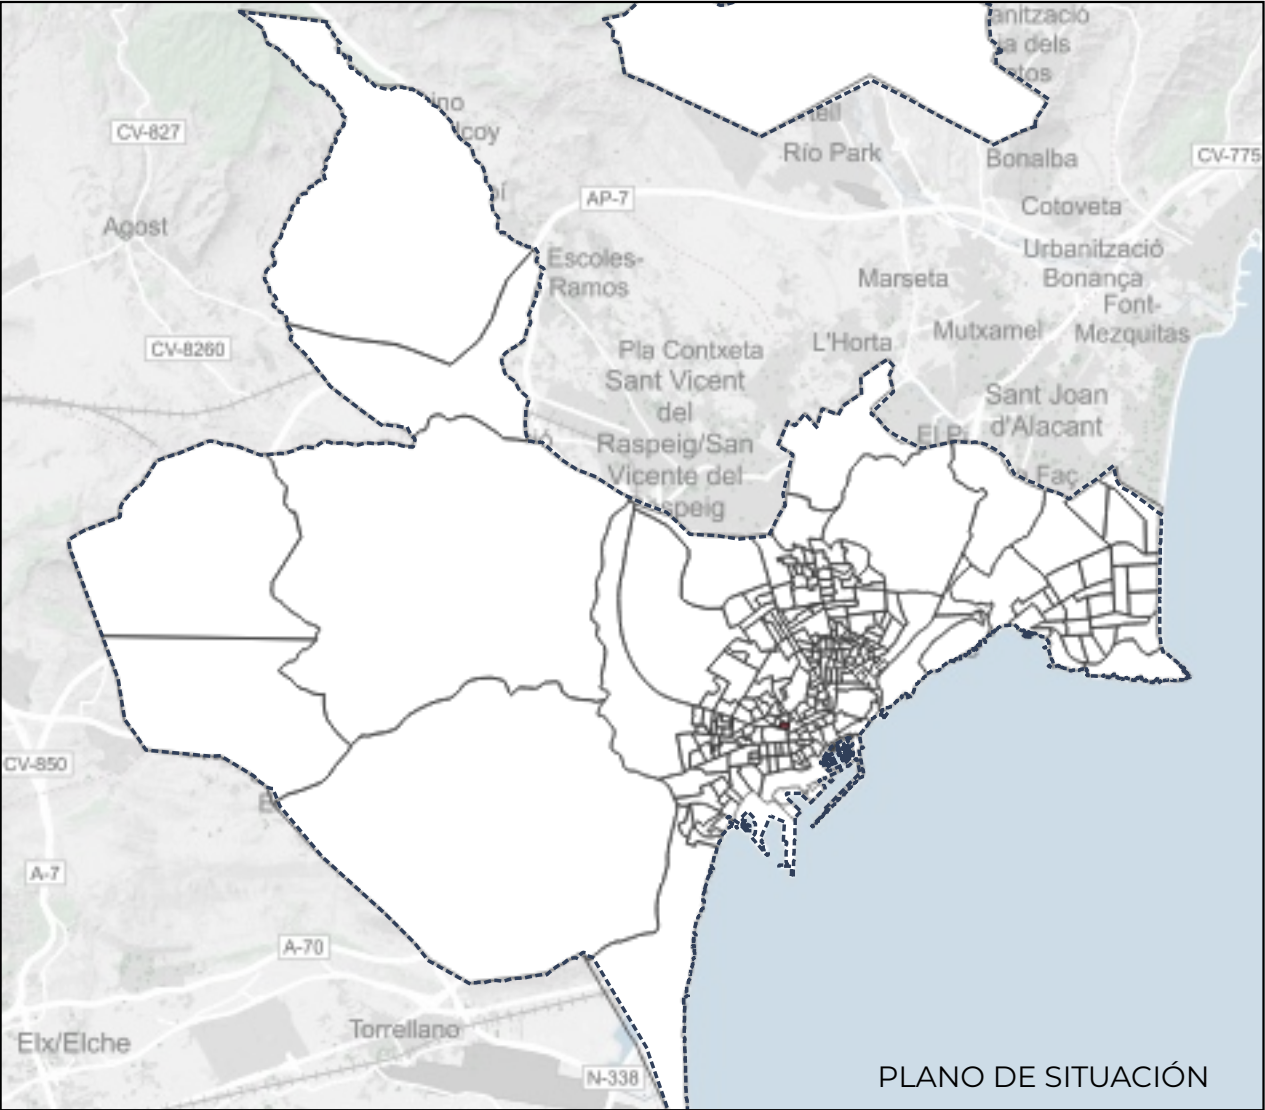 CV-827
Agost
CV-8260
AP-7
Escoles-
Ramos
Río Park
Bonalba
CV-775
Cotoveta
Urbanització
Bonança
Font-
Mezquitas
Marseta
Mutxamel
L'Horta
Pla Contxeta
Sant Vicent
del
Raspeig/San
Vicente del
Sant Joan
d'Alacant
CV-850
A-7
A-70
Elx/Elche
Torrellano
N-338
PLANO DE SITUACIÓN